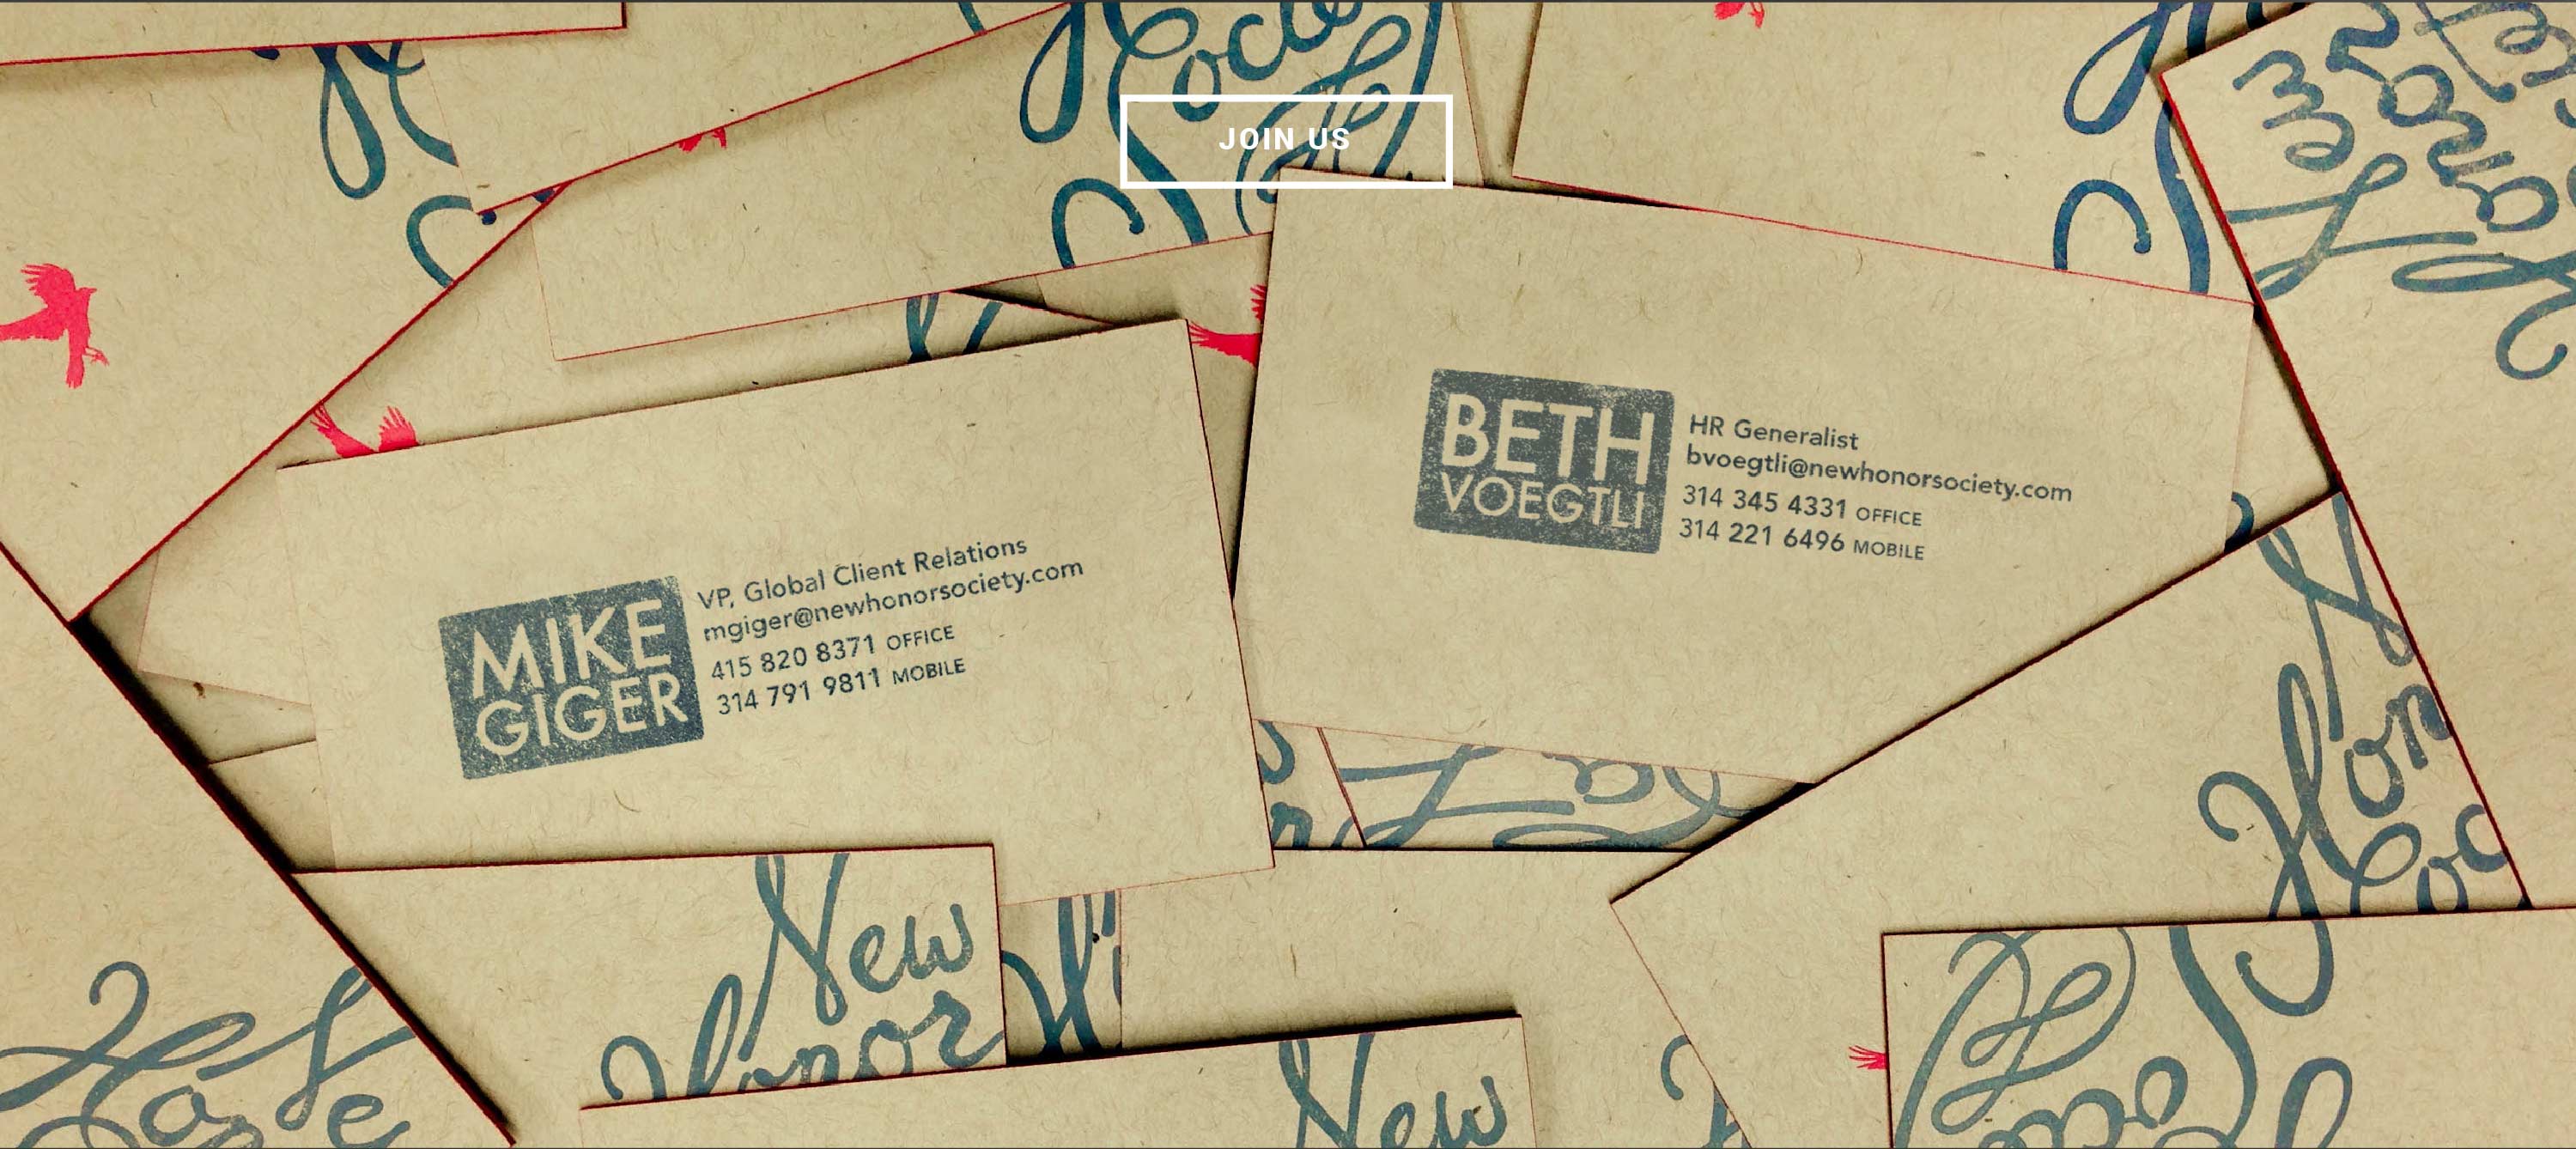 JOIN US
BETH
VOEGTLI
HR Generalist
bvoegtli@newhonorsociety.com
314 345 4331 OFFICE
314 221 6496 MOBILE
MIKE
GIGER
VP, Global Client Relations
mgiger@newhonorsociety.com
415 820 8371 OFFICE
314 791 9811 MOBILE
New
Honor
New